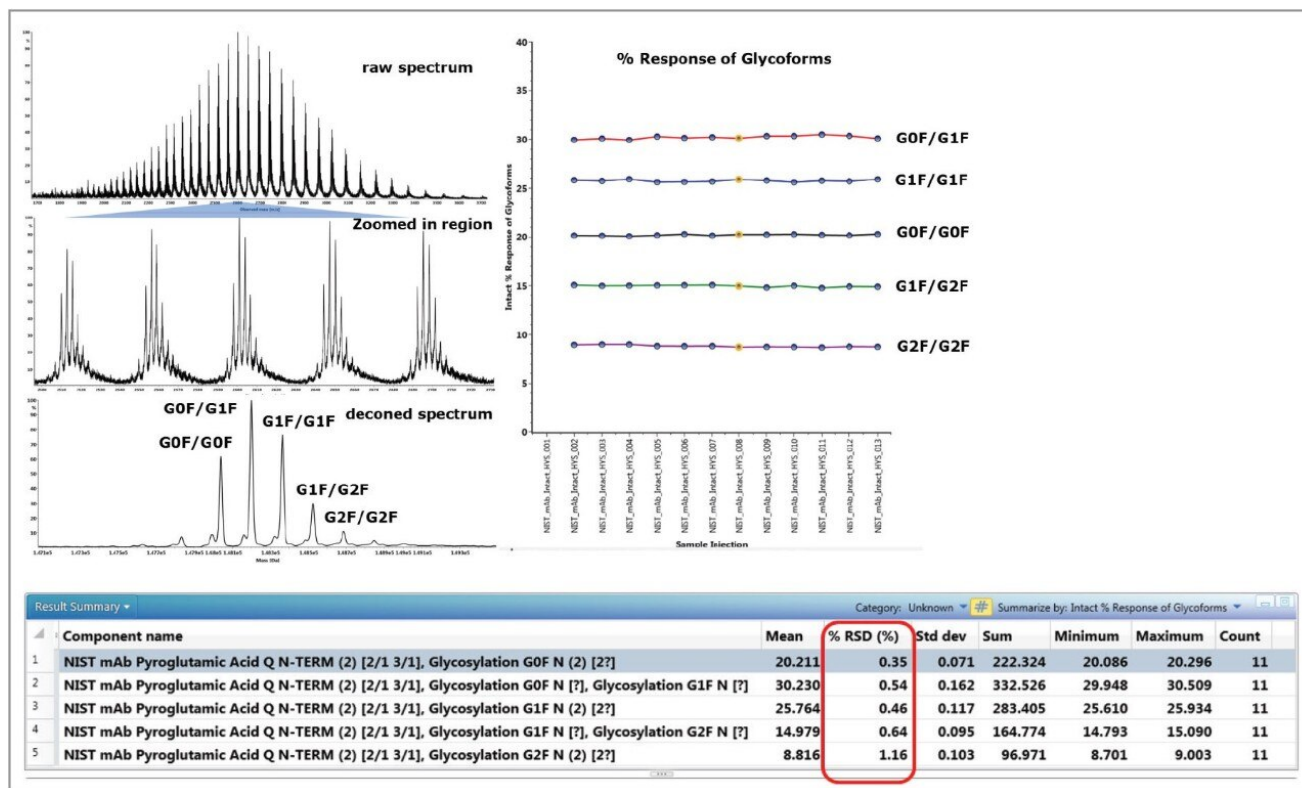 raw spectrum
Zoomed in region
deconed spectrum
G0F/G1F
G1F/G1F
G0F/G0F
G1F/G2F
G2F/G2F
Mass [Da]
% Response of Glycoforms
Intact % Response of Glycoforms
40
35
30
25
20
15
10
5
0
G0F/G1F
G1F/G1F
G0F/G0F
G1F/G2F
G2F/G2F
NIST_mAb_Intact_HYS_001
NIST_mAb_Intact_HYS_002
NIST_mAb_Intact_HYS_003
NIST_mAb_Intact_HYS_004
NIST_mAb_Intact_HYS_005
NIST_mAb_Intact_HYS_006
NIST_mAb_Intact_HYS_007
NIST_mAb_Intact_HYS_008
NIST_mAb_Intact_HYS_009
NIST_mAb_Intact_HYS_010
NIST_mAb_Intact_HYS_011
NIST_mAb_Intact_HYS_012
NIST_mAb_Intact_HYS_013
Sample Injection
Result Summary Category: Unknown # Summarize by: Intact % Response of Glycoforms
Component name Mean % RSD (%) Std dev Sum Minimum Maximum Count
1 NIST mAb Pyroglutamic Acid Q N-TERM (2) [2/1 3/1], Glycosylation G0F N (2) [2?] 20.211 0.35 0.071 222.324 20.086 20.296 11
2 NIST mAb Pyroglutamic Acid Q N-TERM (2) [2/1 3/1], Glycosylation G0F N [?], Glycosylation G1F N [?] 30.230 0.54 0.162 332.526 29.948 30.509 11
3 NIST mAb Pyroglutamic Acid Q N-TERM (2) [2/1 3/1], Glycosylation G1F N (2) [2?] 25.764 0.46 0.117 283.405 25.610 25.934 11
4 NIST mAb Pyroglutamic Acid Q N-TERM (2) [2/1 3/1], Glycosylation G1F N [?], Glycosylation G2F N [?] 14.979 0.64 0.095 164.774 14.793 15.090 11
5 NIST mAb Pyroglutamic Acid Q N-TERM (2) [2/1 3/1], Glycosylation G2F N (2) [2?] 8.816 1.16 0.103 96.971 8.701 9.003 11